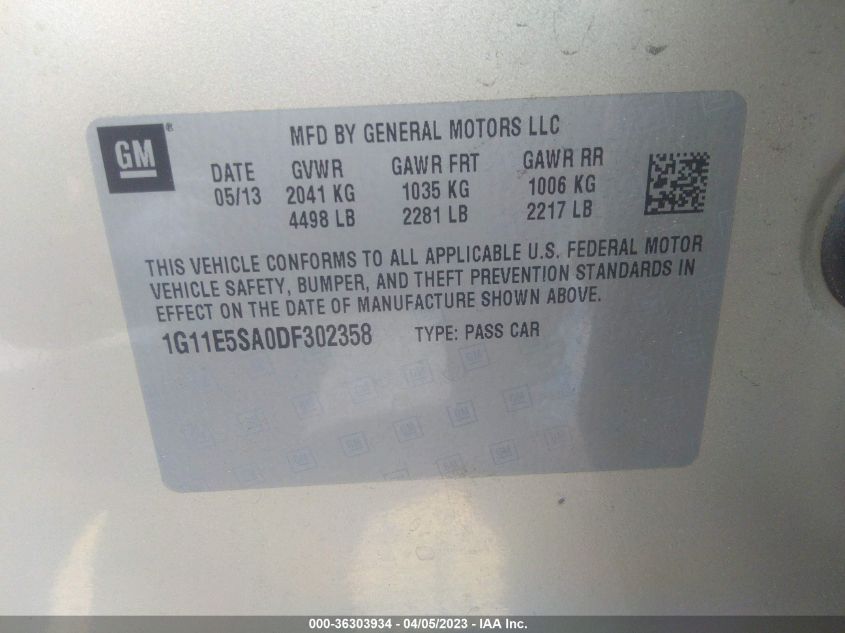 GM®
MFD BY GENERAL MOTORS LLC
DATE GVWR GAWR FRT GAWR RR
05/13 2041 KG 1035 KG 1006 KG
4498 LB 2281 LB 2217 LB
THIS VEHICLE CONFORMS TO ALL APPLICABLE U.S. FEDERAL MOTOR
VEHICLE SAFETY, BUMPER, AND THEFT PREVENTION STANDARDS IN
EFFECT ON THE DATE OF MANUFACTURE SHOWN ABOVE.
1G11E5SA0DF302358 TYPE: PASS CAR
000-36303934 - 04/05/2023 - IAA Inc.